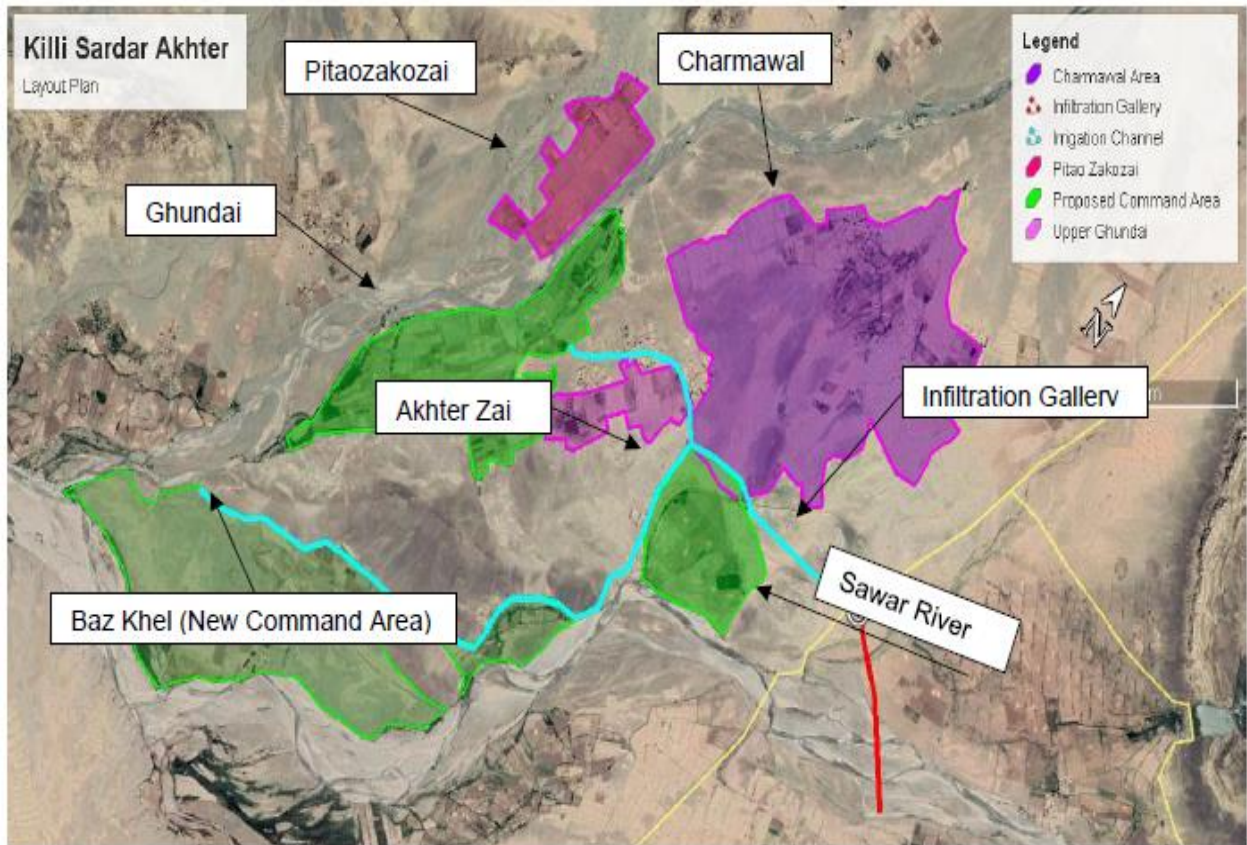 Killi Sardar Akhter
Layout Plan
Pitaozakozai
Charmawal
Ghundai
Akhter Zai
Infiltration Gallery
Baz Khel (New Command Area)
Sawar River
Legend
Charmawal Area
Infiltration Gallery
Irrigation Channel
Pitao Zakozai
Proposed Command Area
Upper Ghundai
N